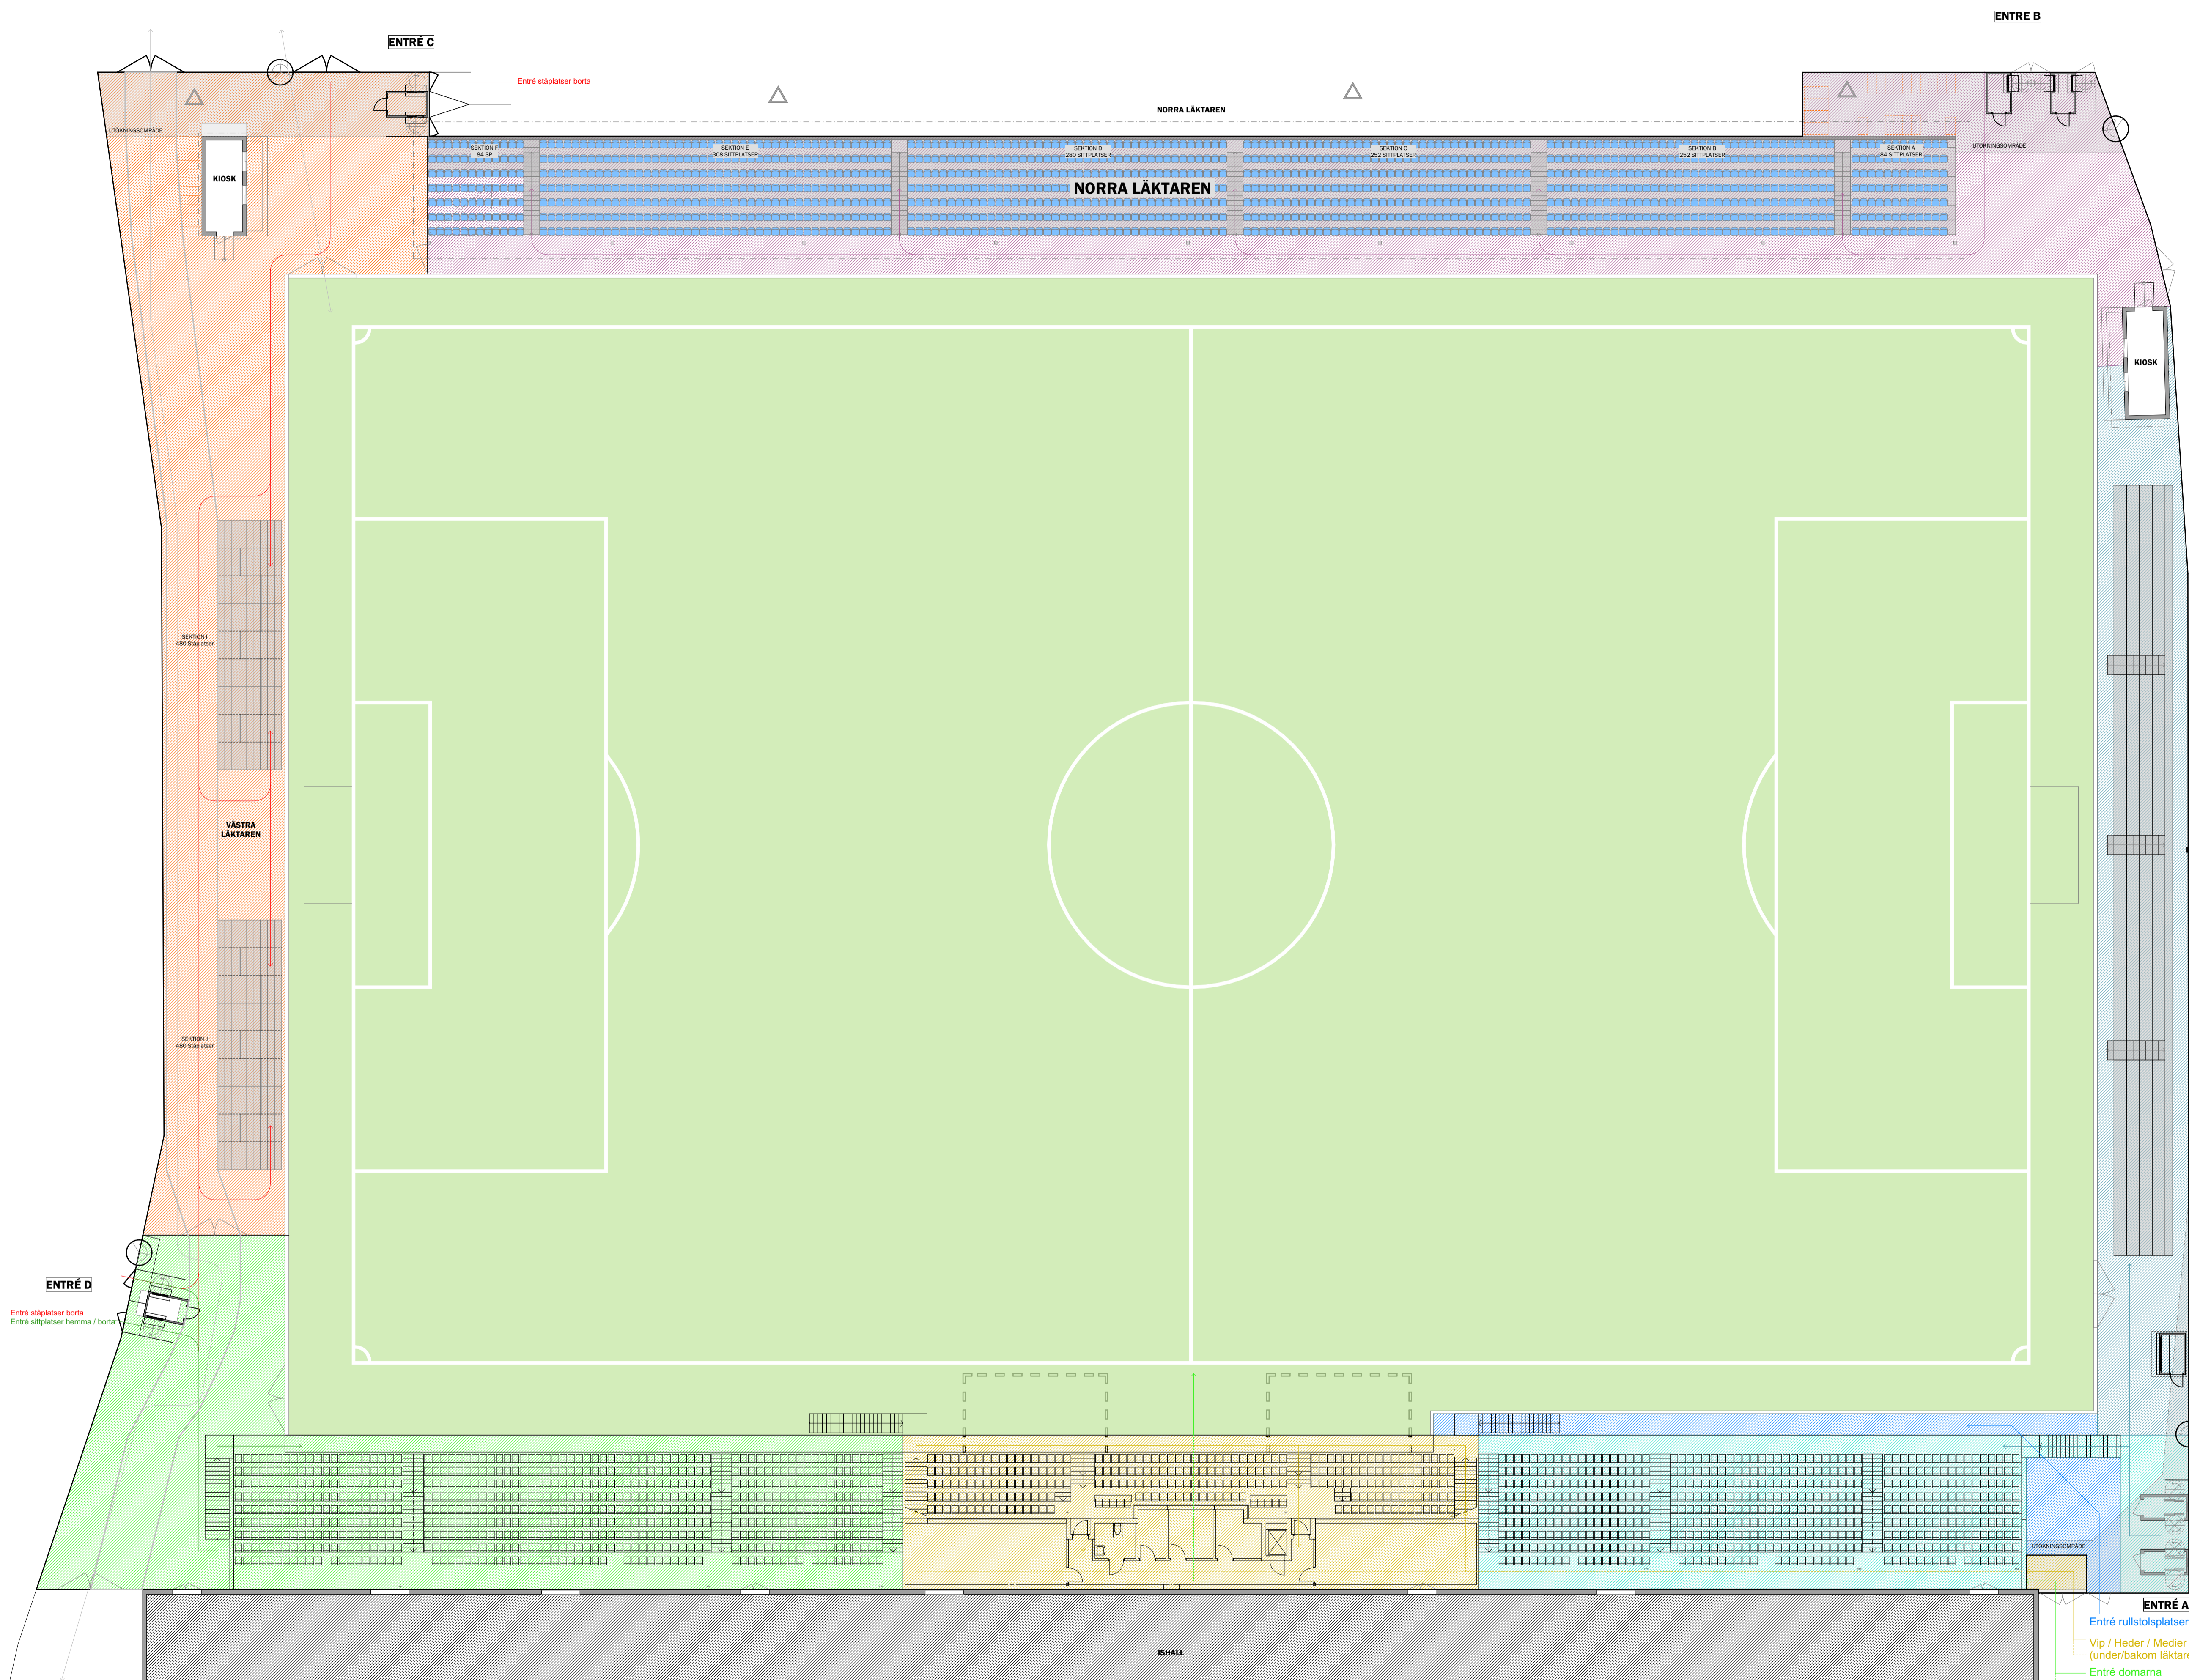 ENTRE B
ENTRÉ C
Entré ståplatser borta
NORRA LÄKTAREN
UTÖKNINGSOMRÅDE
UTÖKNINGSOMRÅDE
SEKTION F
84 SP
SEKTION E
308 SITTPLATSER
SEKTION D
280 SITTPLATSER
SEKTION C
252 SITTPLATSER
SEKTION B
252 SITTPLATSER
SEKTION A
84 SITTPLATSER
KIOSK
NORRA LÄKTAREN
KIOSK
SEKTION I
480 Ståplatser
VÄSTRA
LÄKTAREN
SEKTION J
480 Ståplatser
ENTRÉ D
Entré ståplatser borta
Entré sittplatser hemma / borta
UTÖKNINGSOMRÅDE
ENTRÉ A
Entré rullstolsplatser
ISHALL
Vip / Heder / Medier
(under/bakom läktare
Entré domarna